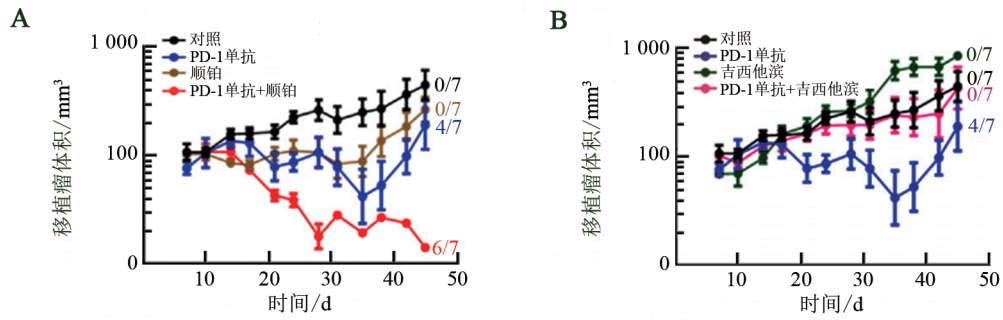 A
移植瘤体积/mm³
1 000
100
0
对照
PD-1单抗
顺铂
PD-1单抗+顺铂
0/7
0/7
4/7
6/7
10 20 30 40 50
时间/d
B
移植瘤体积/mm³
1 000
100
0
对照
PD-1单抗
吉西他滨
PD-1单抗+吉西他滨
0/7
0/7
0/7
4/7
10 20 30 40 50
时间/d